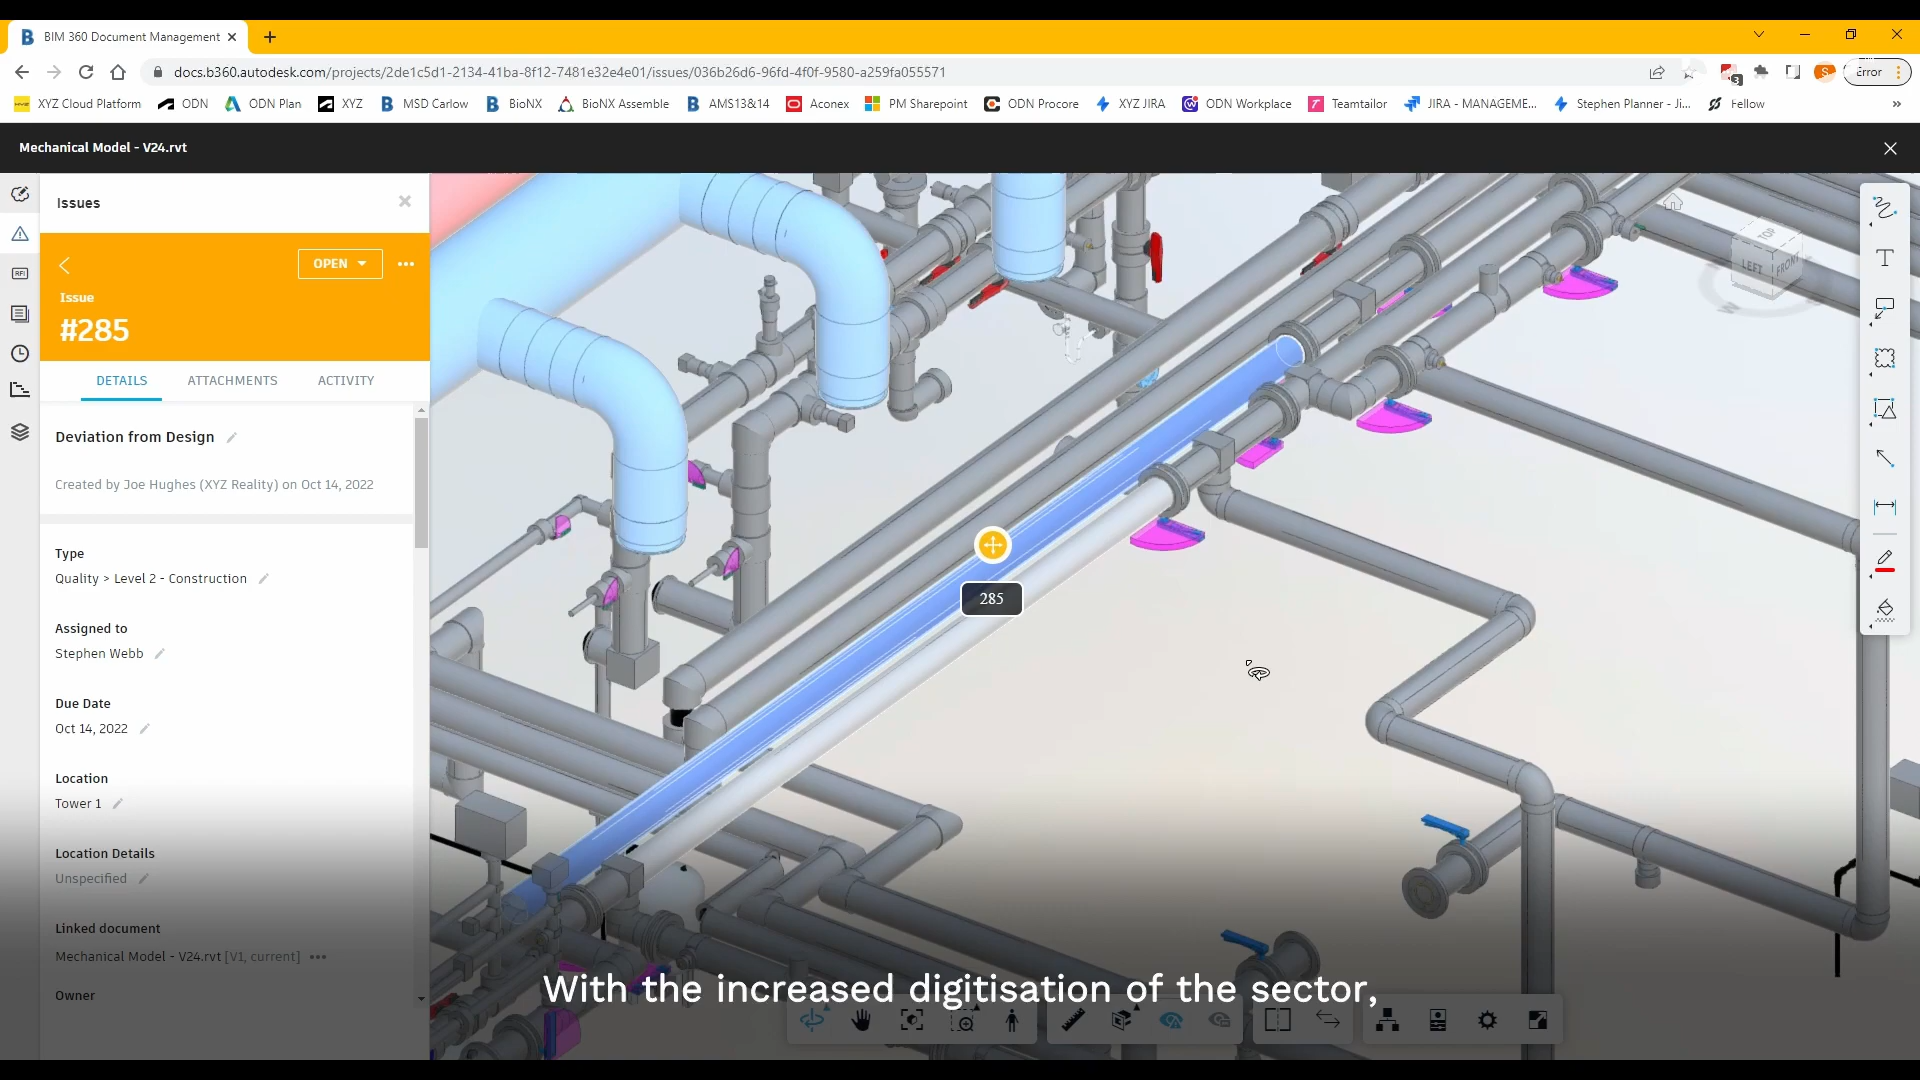 BIM 360 Document Management
docs.b360.autodesk.com/projects/2de1c5d1-2134-41ba-8f12-7481e32e4e01/issues/036b26d6-96fd-4f0f-9580-a259fa055571
3
S
Error
XYZ Cloud Platform
ODN
ODN Plan
XYZ
MSD Carlow
BioNX
BioNX Assemble
AMS13&14
Aconex
PM Sharepoint
ODN Procore
XYZ JIRA
ODN Workplace
Teamtailor
JIRA - MANAGEME...
Stephen Planner - Ji...
Fellow
Mechanical Model - V24.rvt
Issues
OPEN
Issue
#285
DETAILS
ATTACHMENTS
ACTIVITY
Deviation from Design
Created by Joe Hughes (XYZ Reality) on Oct 14, 2022
Type
Quality > Level 2 - Construction
Assigned to
Stephen Webb
Due Date
Oct 14, 2022
Location
Tower 1
Location Details
Unspecified
Linked document
Mechanical Model - V24.rvt [V1, current]
Owner
RFI
TOP
LEFT
FRONT
W
T
285
With the increased digitisation of the sector,